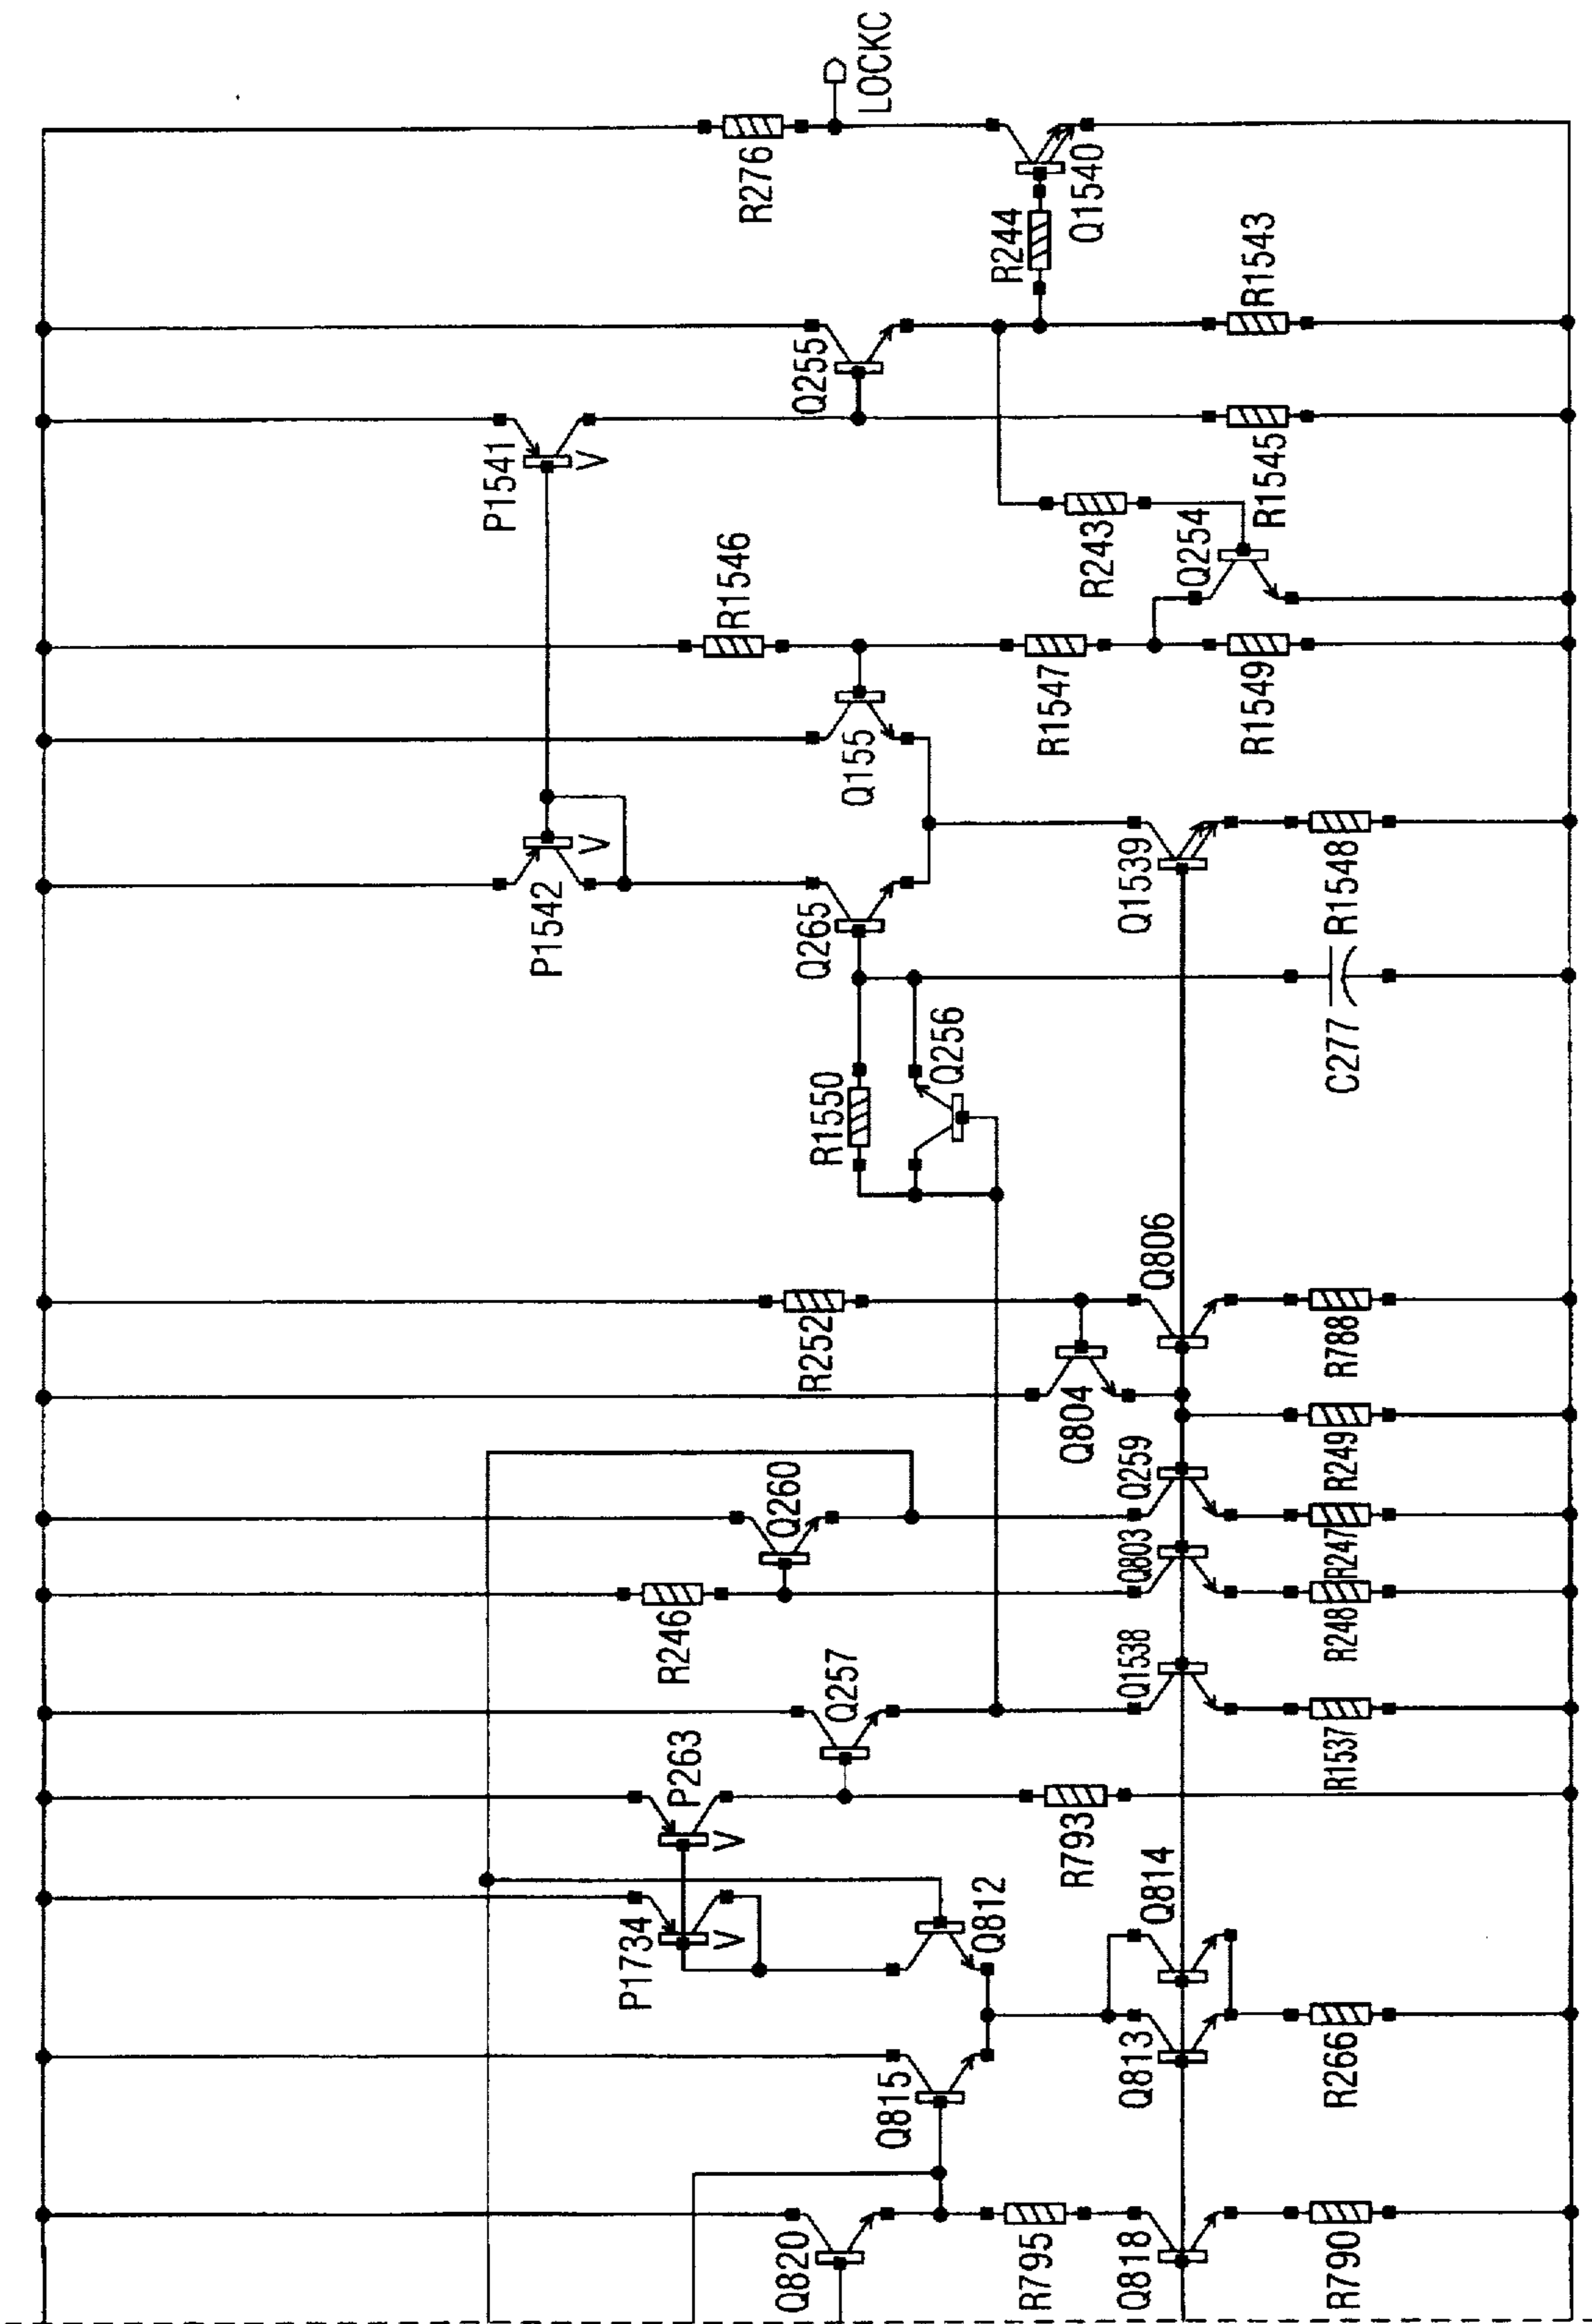 LOCKC
R276
Q1540
R244
R1543
Q255
P1541
V
R1545
R243
Q254
R1546
R1547
R1549
Q155
P1542
V
Q265
Q1539
R1548
C277
Q256
R1550
Q806
R252
R788
Q804
R249
Q259
Q260
R247
Q803
R246
R248
Q1538
Q257
R1537
P263
V
R793
Q814
P1734
V
Q812
Q813
R266
Q815
Q820
R795
Q818
R790